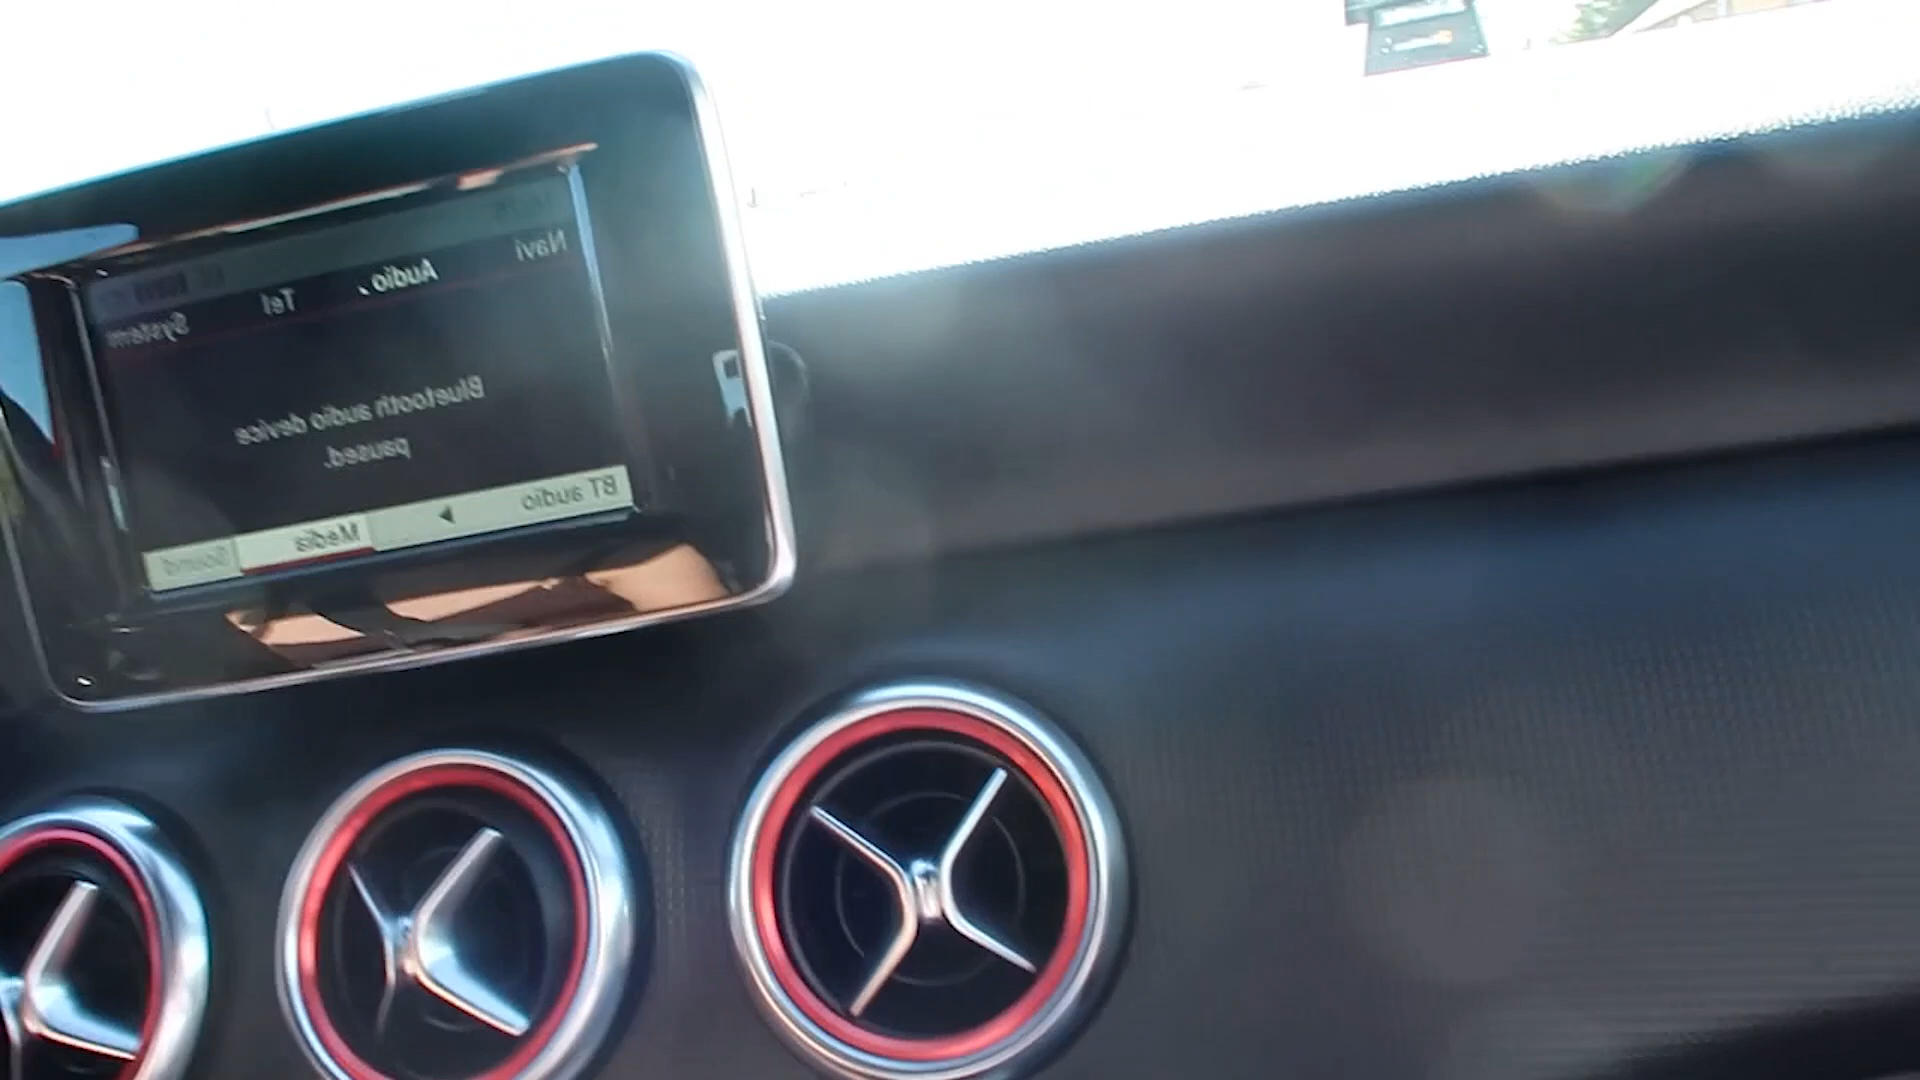 Navi Audio Tel System
Bluetooth audio device
paused.
BT audio Media Sound